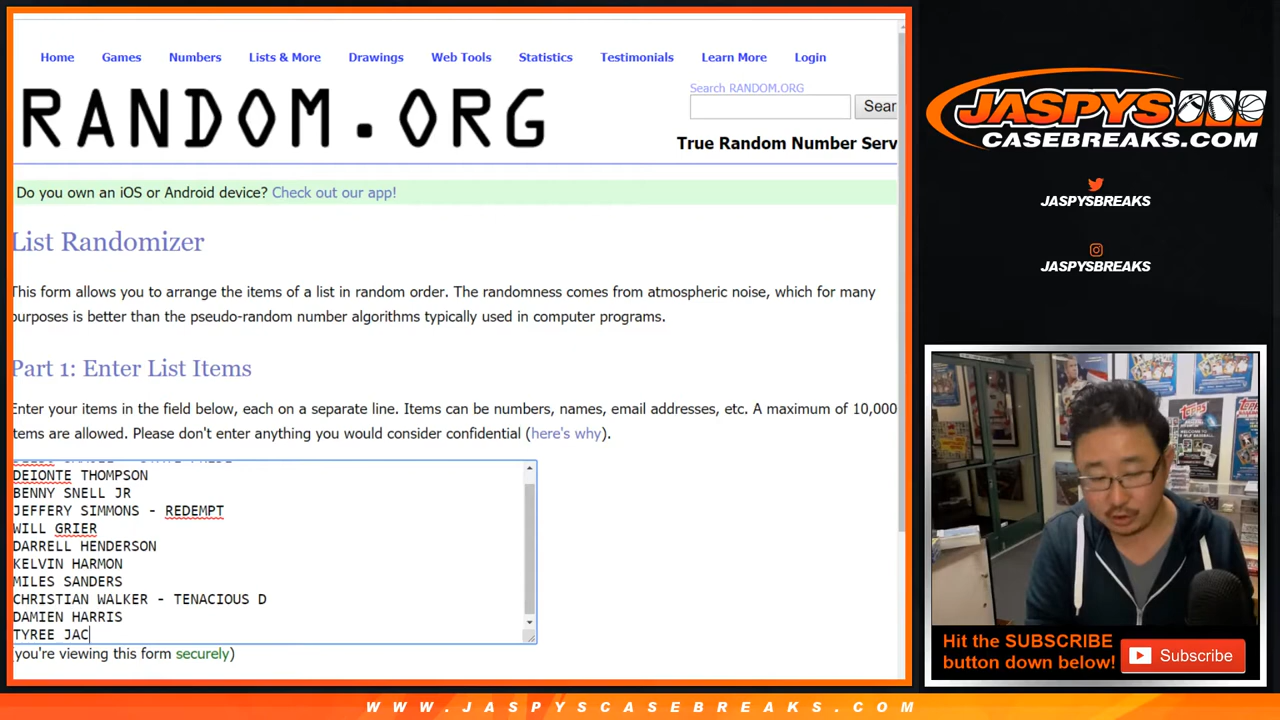 Home Games Numbers Lists & More Drawings Web Tools Statistics Testimonials Learn More Login
Search RANDOM.ORG
Sear
RANDOM.ORG
True Random Number Serv
Do you own an iOS or Android device? Check out our app!
List Randomizer
This form allows you to arrange the items of a list in random order. The randomness comes from atmospheric noise, which for many
purposes is better than the pseudo-random number algorithms typically used in computer programs.
Part 1: Enter List Items
Enter your items in the field below, each on a separate line. Items can be numbers, names, email addresses, etc. A maximum of 10,000
items are allowed. Please don't enter anything you would consider confidential (here's why).
DEIONTE THOMPSON
BENNY SNELL JR
JEFFERY SIMMONS - REDEMPT
WILL GRIER
DARRELL HENDERSON
KELVIN HARMON
MILES SANDERS
CHRISTIAN WALKER - TENACIOUS D
DAMIEN HARRIS
TYREE JAC
(you're viewing this form securely)
JASPYS
CASEBREAKS.COM
JASPYSBREAKS
JASPYSBREAKS
Topps
Hit the SUBSCRIBE
button down below!
Subscribe
WWW.JASPYSCASEBREAKS.COM